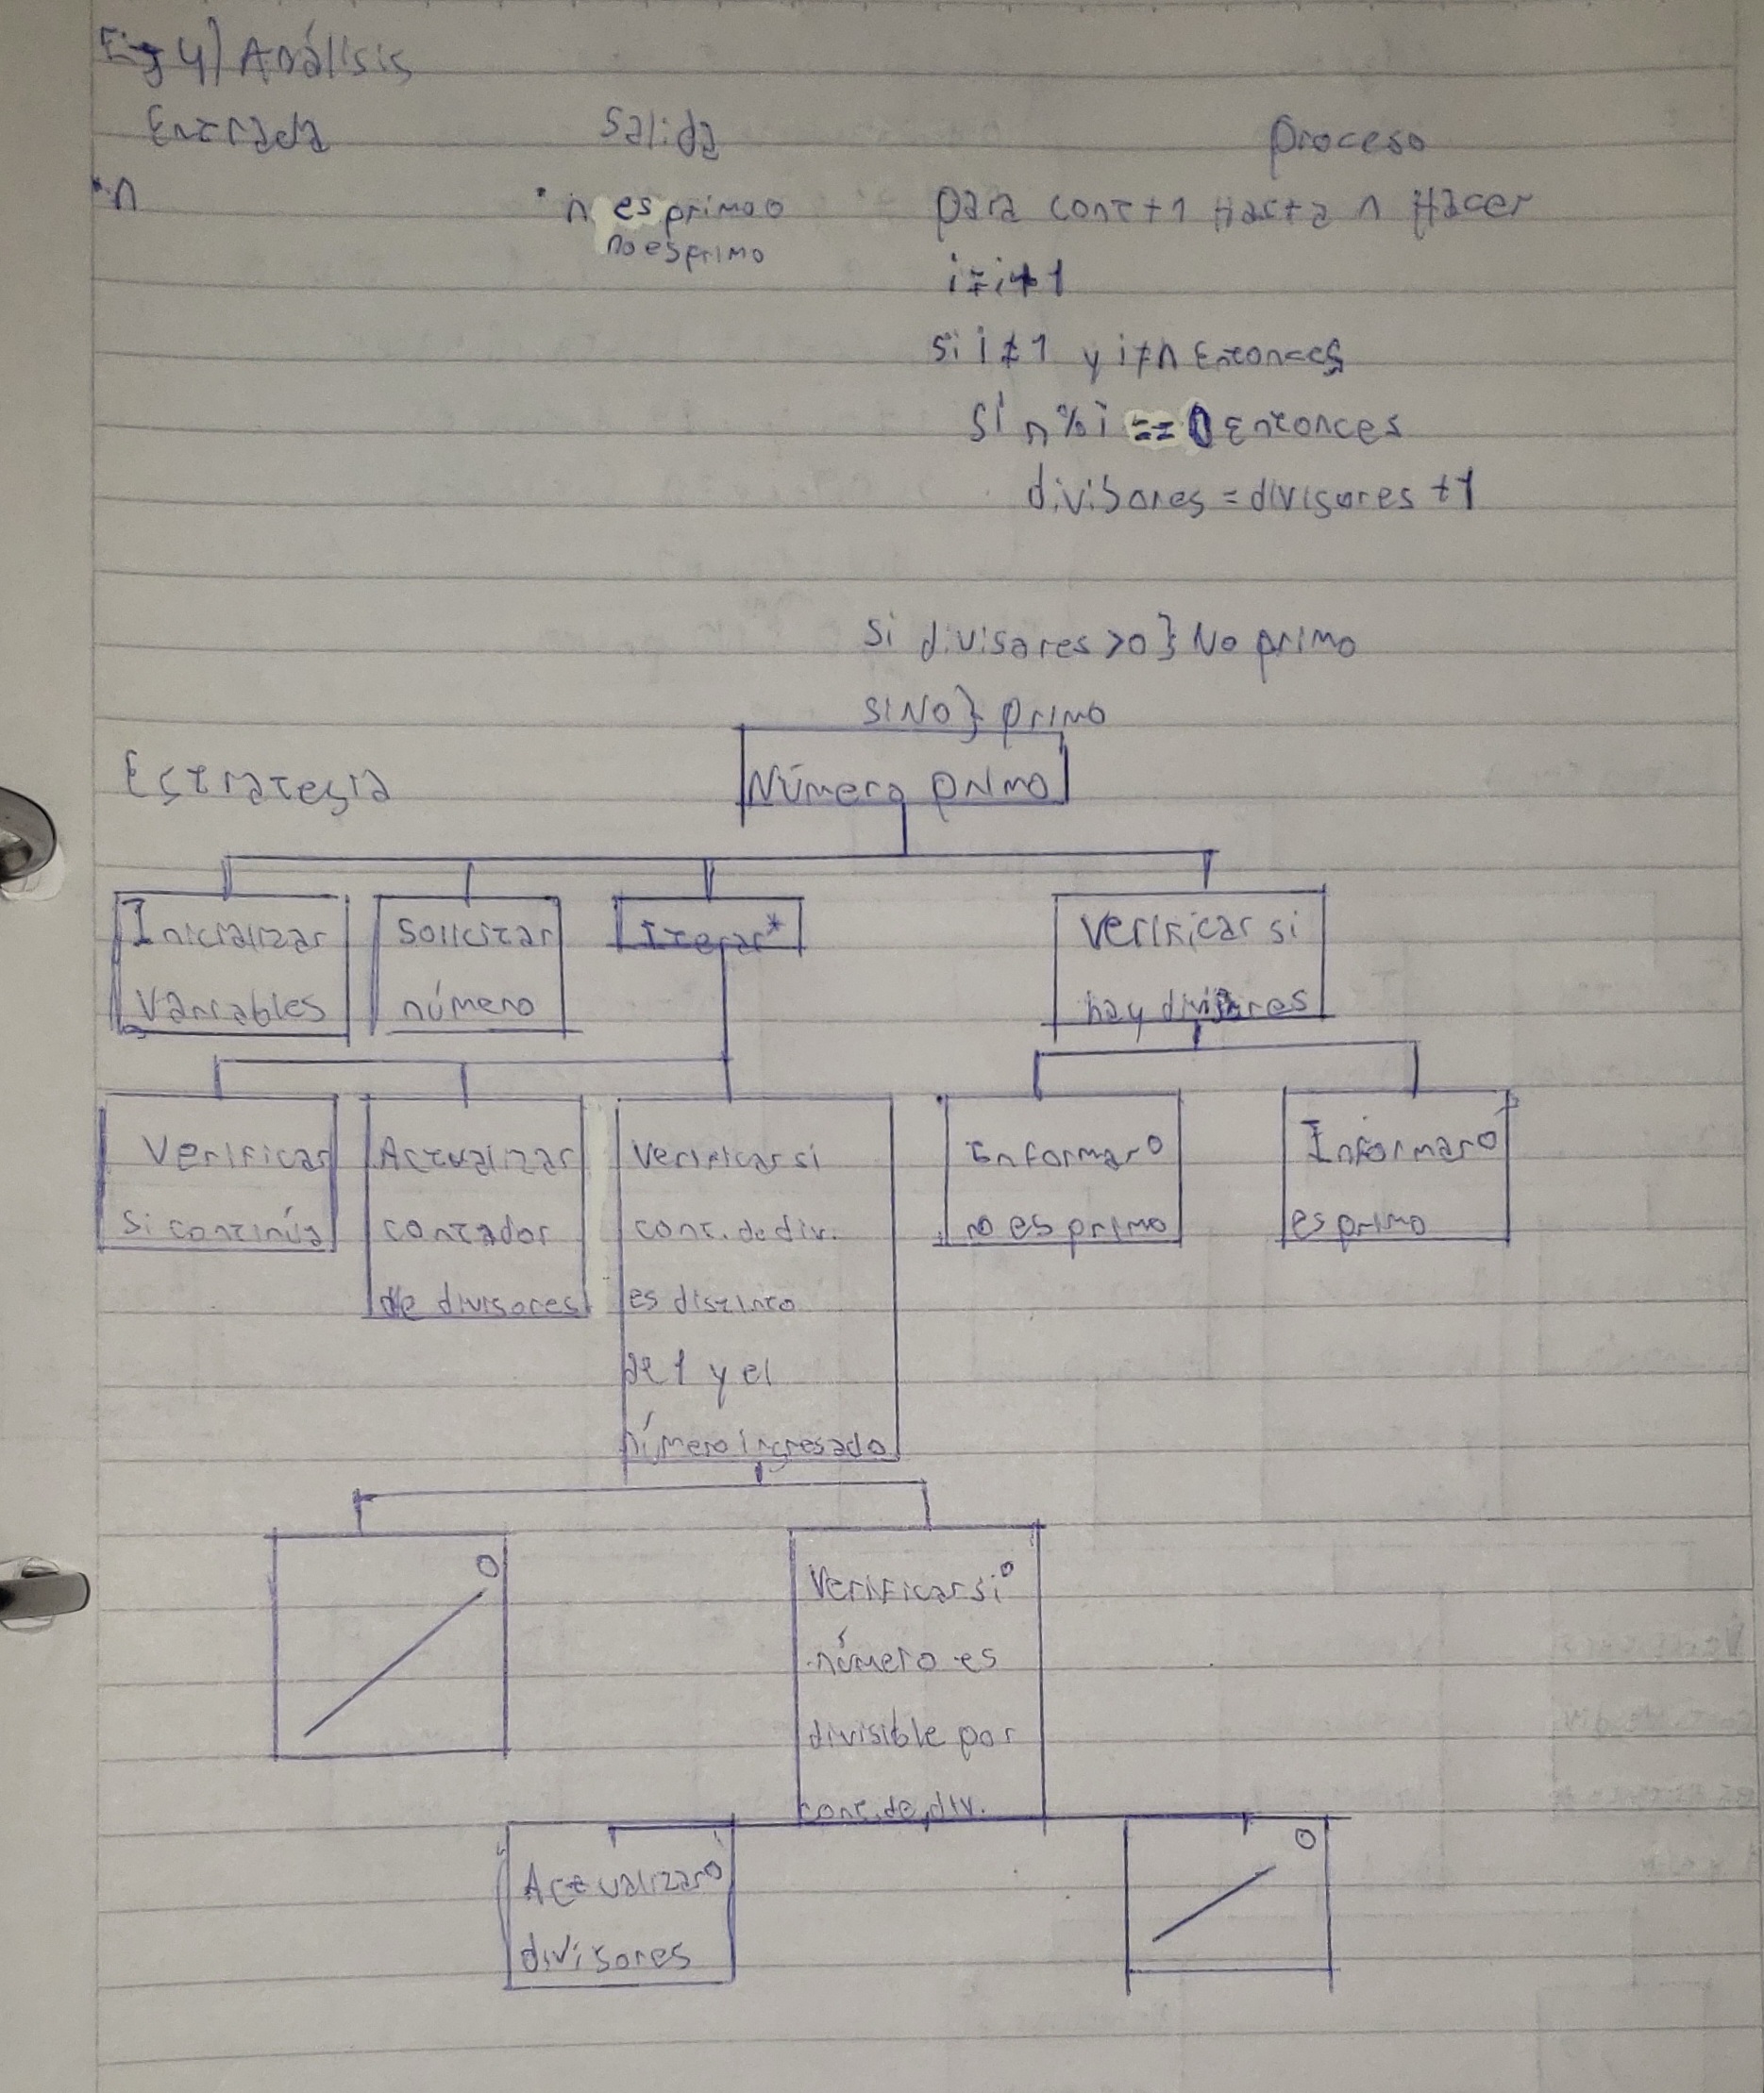 Ej 4) Análisis
Entrada Salida Proceso
• n • n es primo o para cont+1 Hasta n Hacer
no es primo
i=i+1
si i≠1 y i≠n Entonces
Si n%i == 0 Entonces
divisores = divisores +1
Si divisores >0 } No primo
SINO } primo
Estrategia
Número primo
Inicializar Solicitar Iterar* Verificar si
Variables número hay divisores
Verificar Actualizar Verificar si Informar o Informar o
si continúa contador cont. de div. no es primo es primo
de divisores es distinto
de 1 y el
número ingresado
o Verificar si o
número es
divisible por
cont. de div.
Actualizar o o
divisores